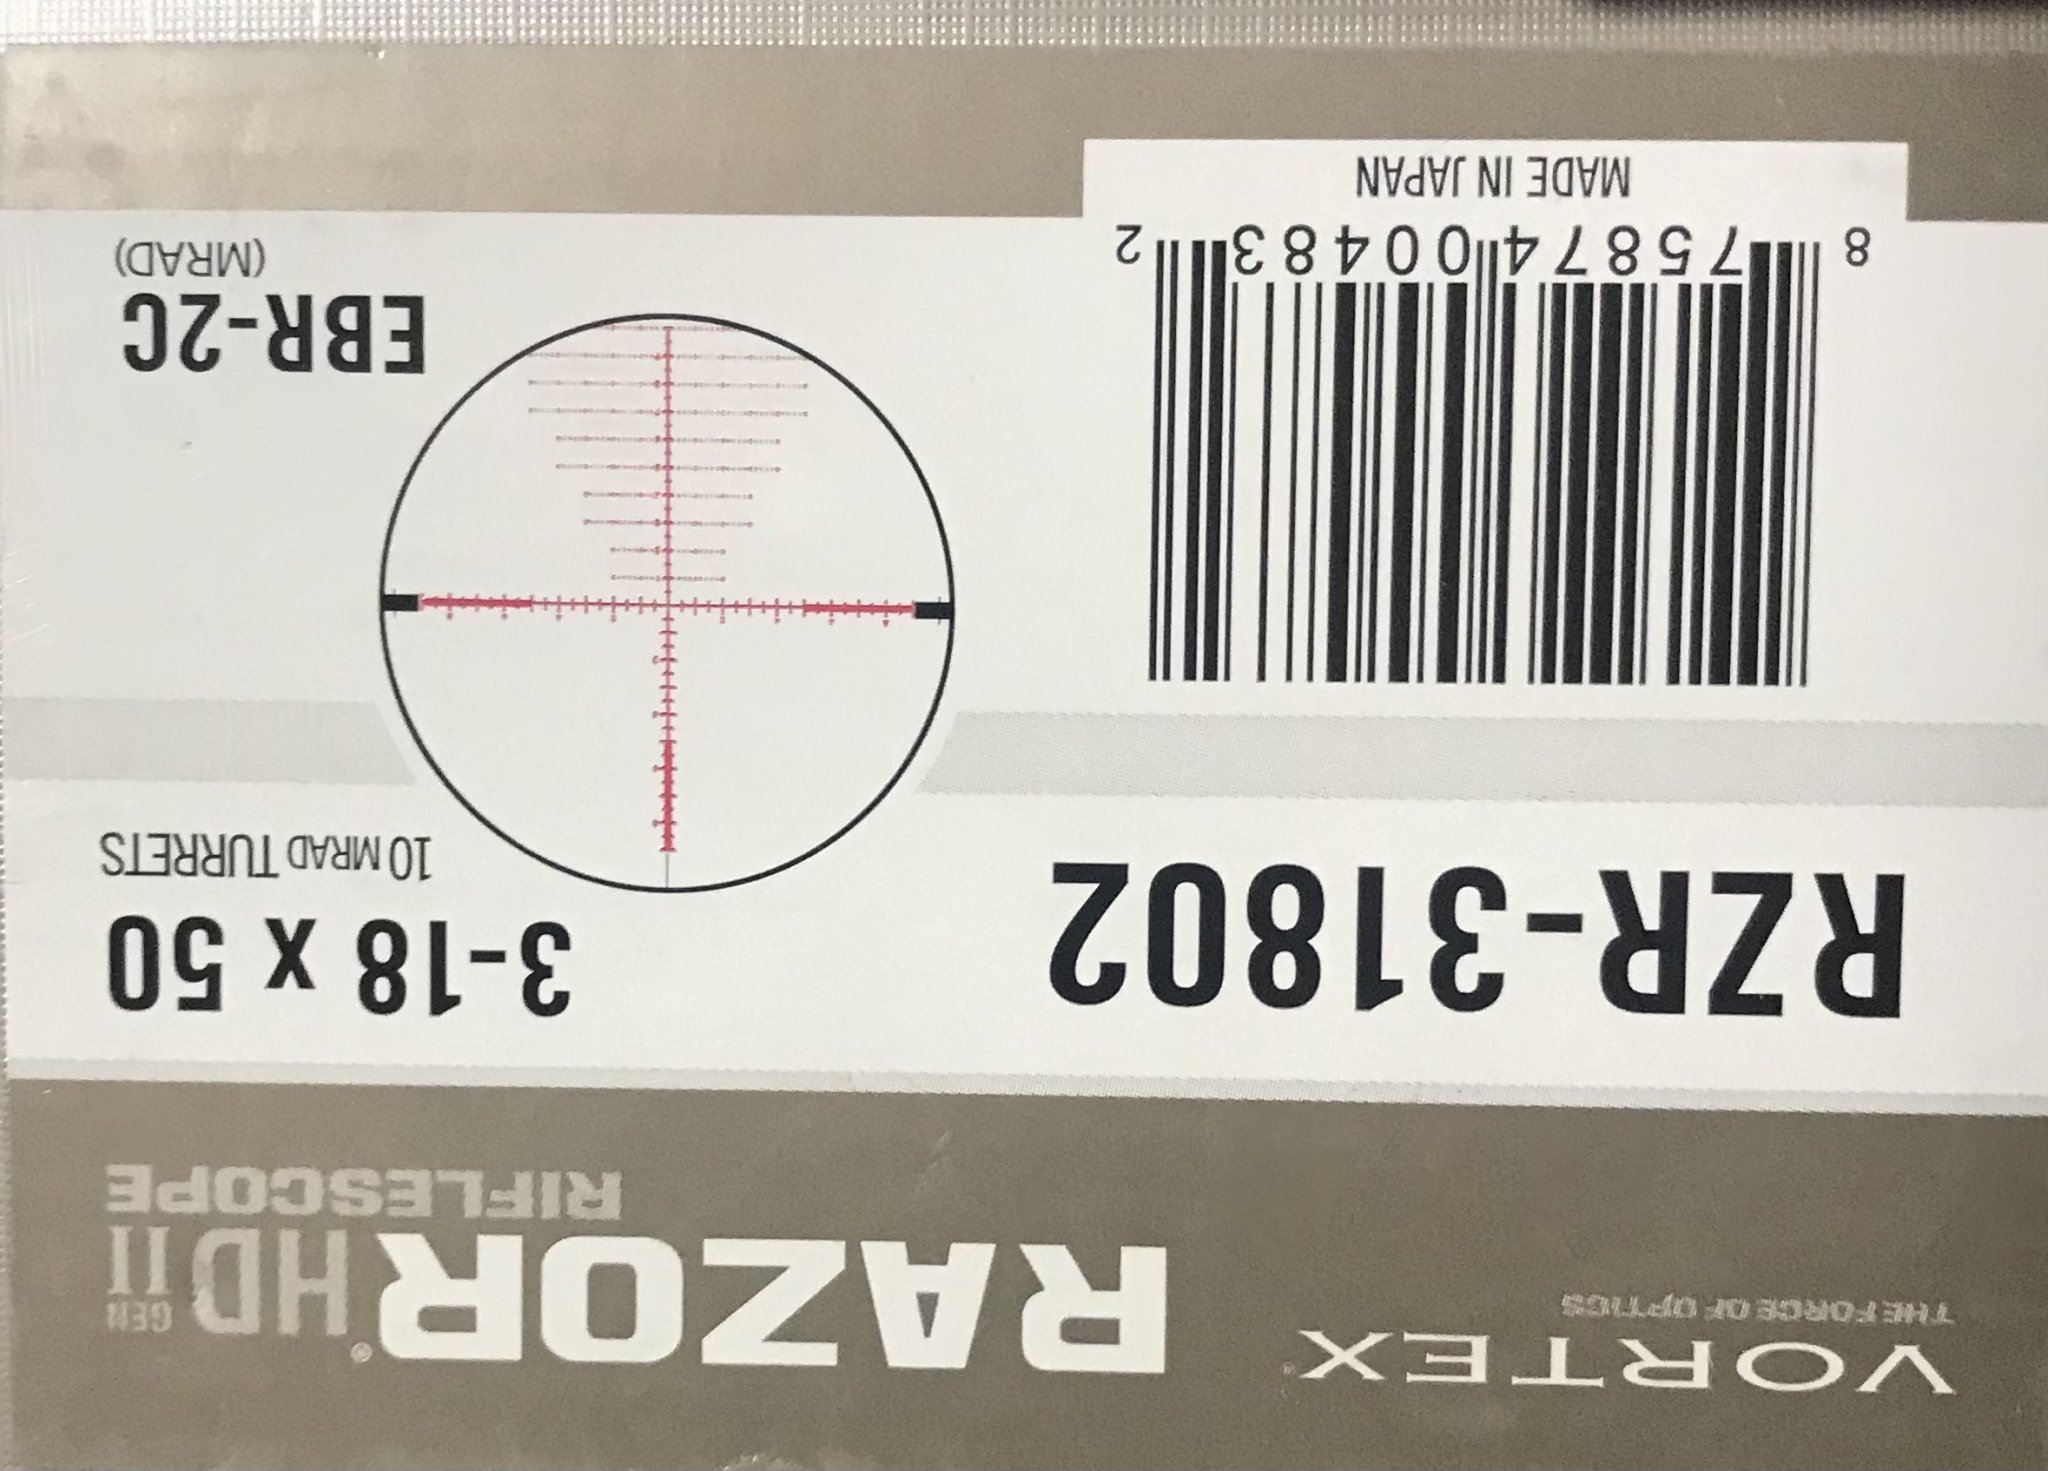 VORTEX™
THE FORCE OF OPTICS
RAZOR® HD GEN II
RIFLESCOPE
RZR-31802
3-18 x 50
10 MRAD TURRETS
EBR-2C
(MRAD)
8 75874 00483 2
MADE IN JAPAN